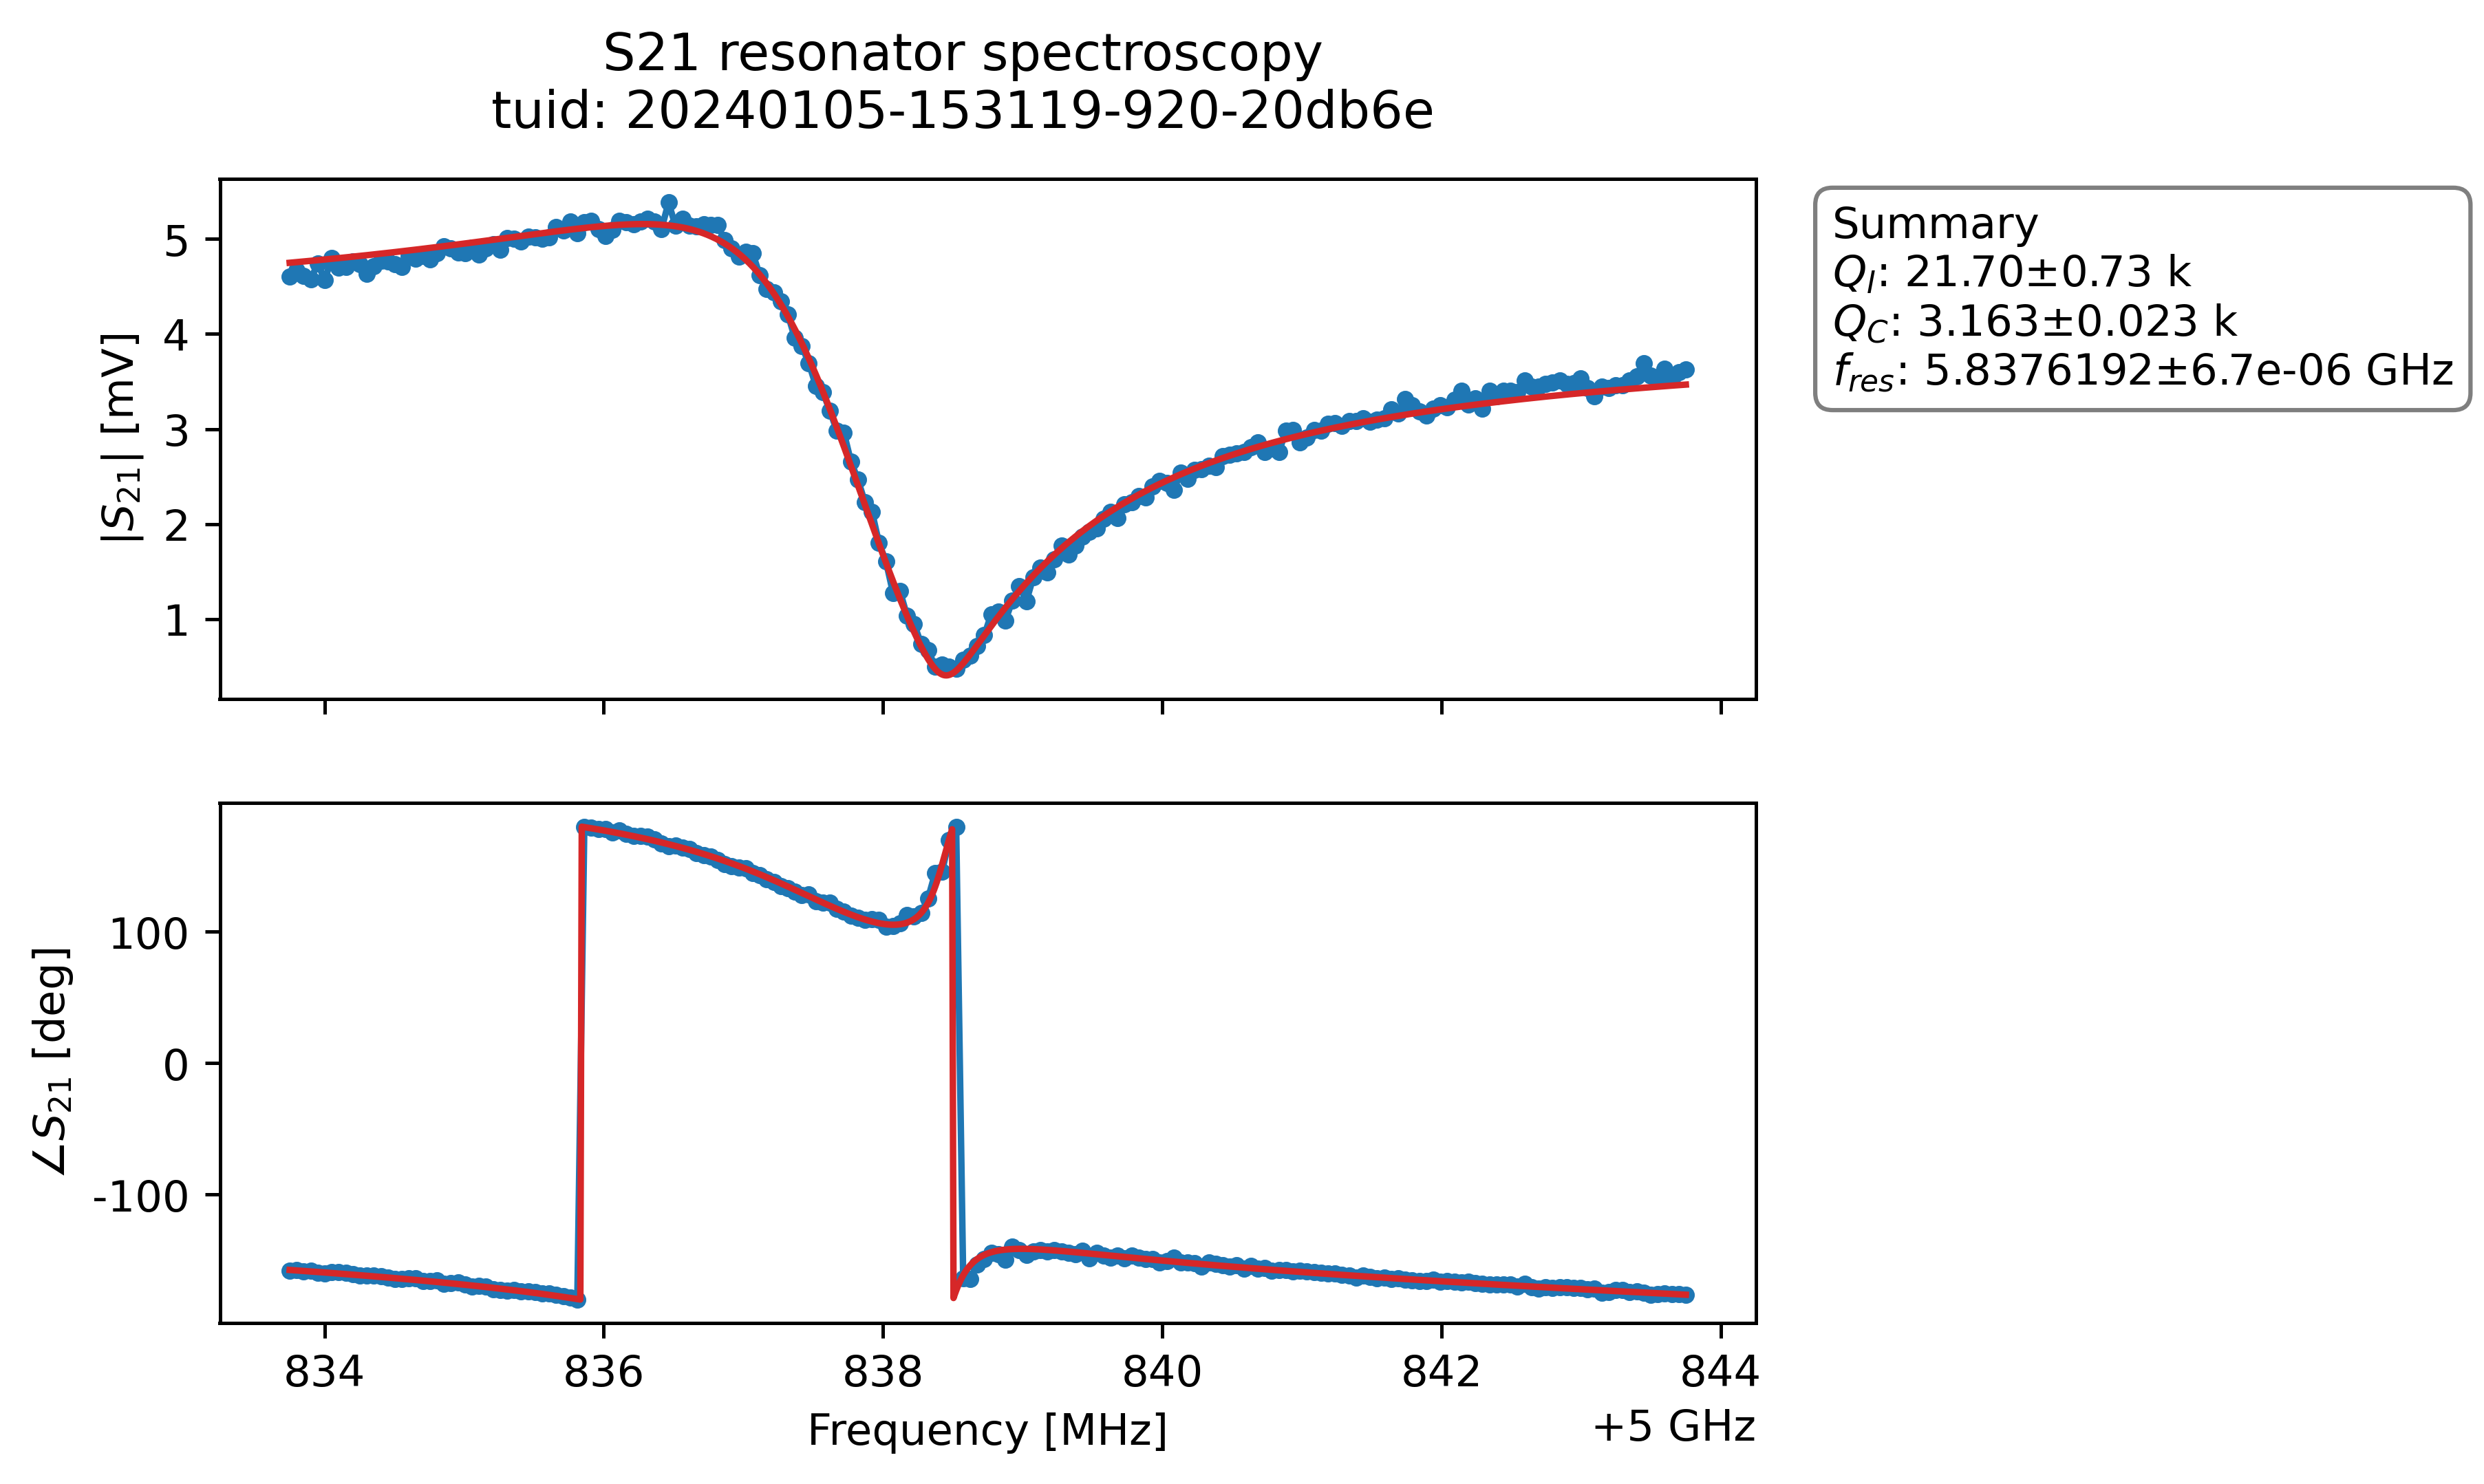 S21 resonator spectroscopy
tuid: 20240105-153119-920-20db6e
|S21| [mV]
5
4
3
2
1
Summary
QI: 21.70±0.73 k
QC: 3.163±0.023 k
fres: 5.8376192±6.7e-06 GHz
∠S21 [deg]
100
0
-100
834 836 838 840 842 844
Frequency [MHz]
+5 GHz